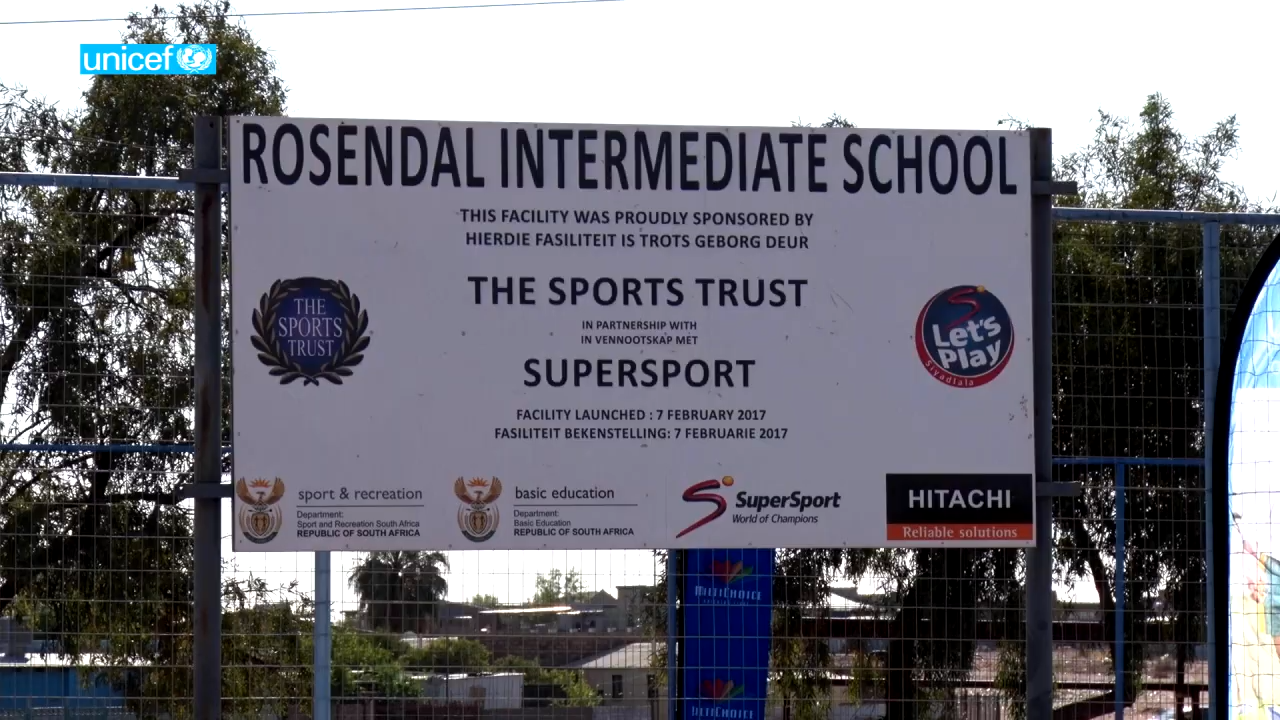 unicef
ROSENDAL INTERMEDIATE SCHOOL
THIS FACILITY WAS PROUDLY SPONSORED BY
HIERDIE FASILITEIT IS TROTS GEBORG DEUR
THE SPORTS TRUST
IN PARTNERSHIP WITH
IN VENNOOTSKAP MET
SUPERSPORT
FACILITY LAUNCHED : 7 FEBRUARY 2017
FASILITEIT BEKENSTELLING: 7 FEBRUARIE 2017
THE
SPORTS
TRUST
Let's
Play
Siyadlala
sport & recreation
Department:
Sport and Recreation South Africa
REPUBLIC OF SOUTH AFRICA
basic education
Department:
Basic Education
REPUBLIC OF SOUTH AFRICA
SuperSport
World of Champions
HITACHI
Reliable solutions
MULTICHOICE
MULTICHOICE